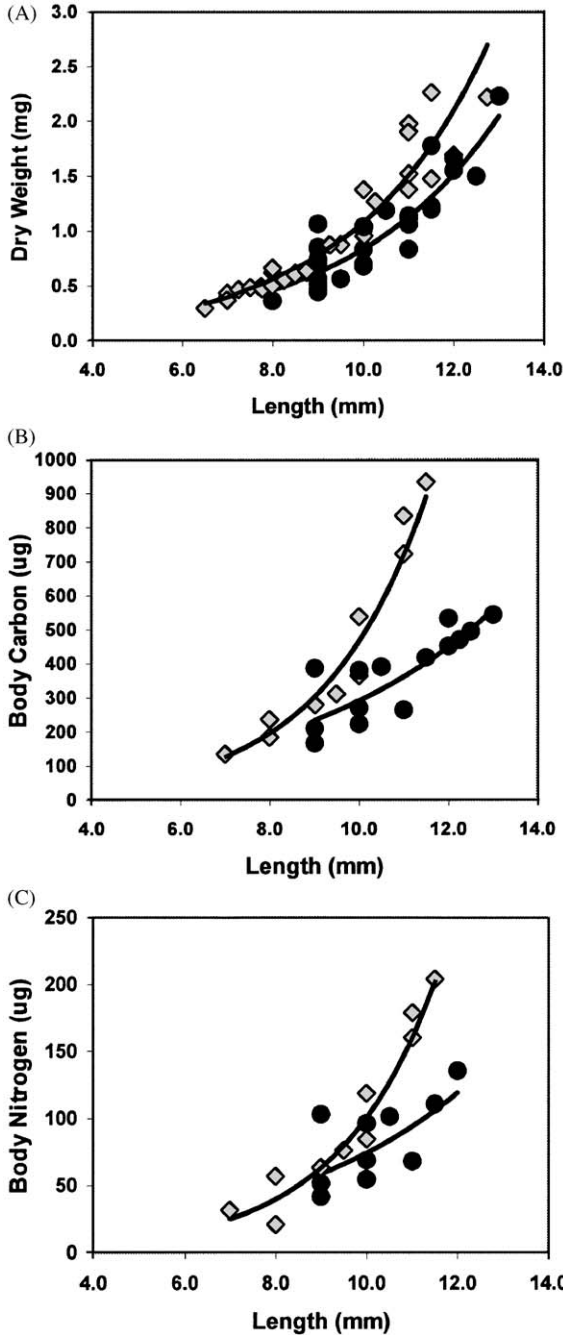 (A)
3.0
2.5
2.0
1.5
1.0
0.5
0.0
Dry Weight (mg)
4.0 6.0 8.0 10.0 12.0 14.0
Length (mm)
(B)
1000
900
800
700
600
500
400
300
200
100
0
Body Carbon (ug)
4.0 6.0 8.0 10.0 12.0 14.0
Length (mm)
(C)
250
200
150
100
50
0
Body Nitrogen (ug)
4.0 6.0 8.0 10.0 12.0 14.0
Length (mm)